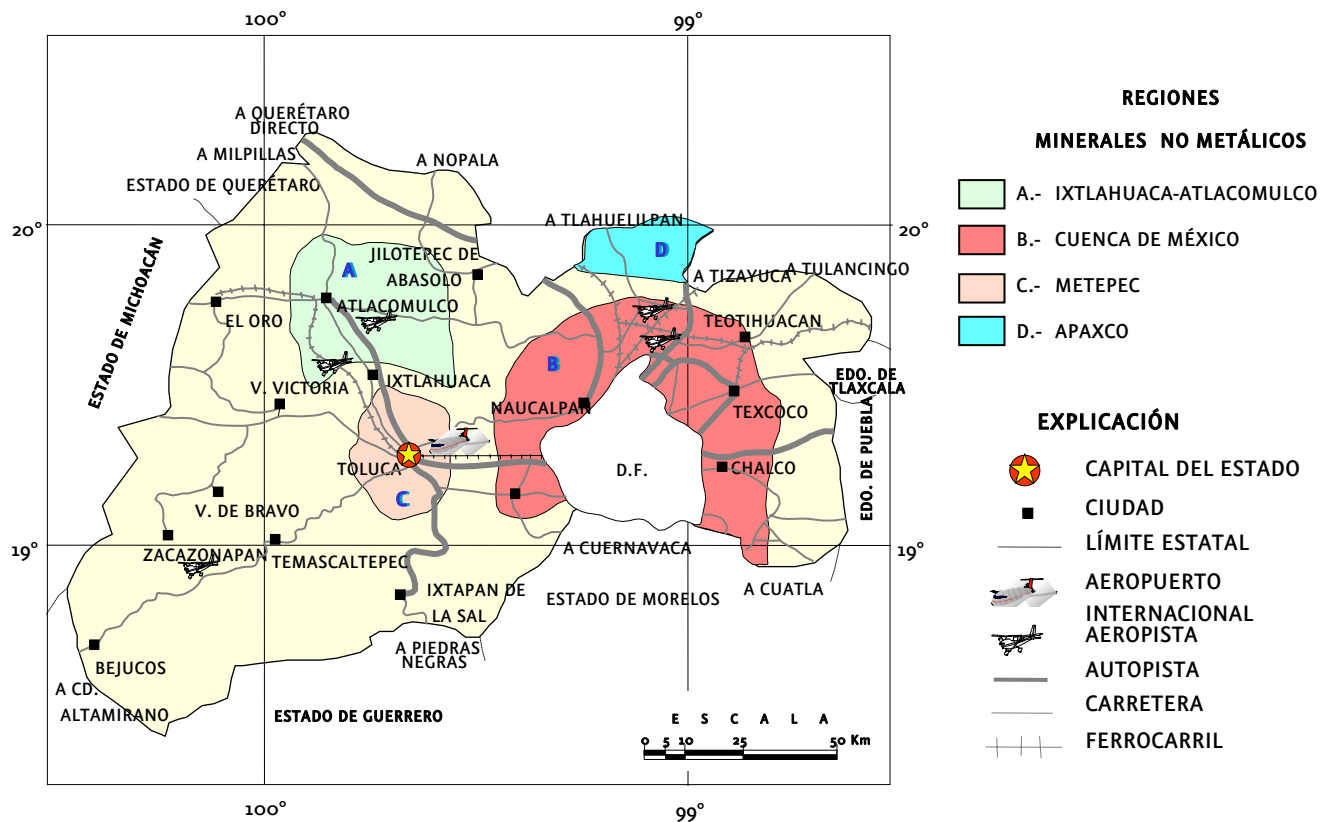 100°
99°
A QUERÉTARO
DIRECTO
A MILPILLAS
A NOPALA
ESTADO DE QUERÉTARO
20°
A TLAHUELILPAN
20°
D
ESTADO DE MICHOACÁN
JILOTEPEC DE
ABASOLO
A
A TIZAYUCA
A TULANCINGO
ATLACOMULCO
EL ORO
TEOTIHUACAN
B
EDO. DE
TLAXCALA
V. VICTORIA
IXTLAHUACA
NAUCALPAN
TEXCOCO
EDO. DE PUEBLA
TOLUCA
D.F.
CHALCO
C
V. DE BRAVO
19°
ZACAZONAPAN
TEMASCALTEPEC
A CUERNAVACA
19°
IXTAPAN DE
LA SAL
ESTADO DE MORELOS
A CUATLA
A PIEDRAS
NEGRAS
BEJUCOS
A CD.
ALTAMIRANO
ESTADO DE GUERRERO
E S C A L A
0 5 10 25 50 Km
100°
99°
REGIONES
MINERALES NO METÁLICOS
A.- IXTLAHUACA-ATLACOMULCO
B.- CUENCA DE MÉXICO
C.- METEPEC
D.- APAXCO
EXPLICACIÓN
CAPITAL DEL ESTADO
CIUDAD
LÍMITE ESTATAL
AEROPUERTO
INTERNACIONAL
AEROPISTA
AUTOPISTA
CARRETERA
FERROCARRIL